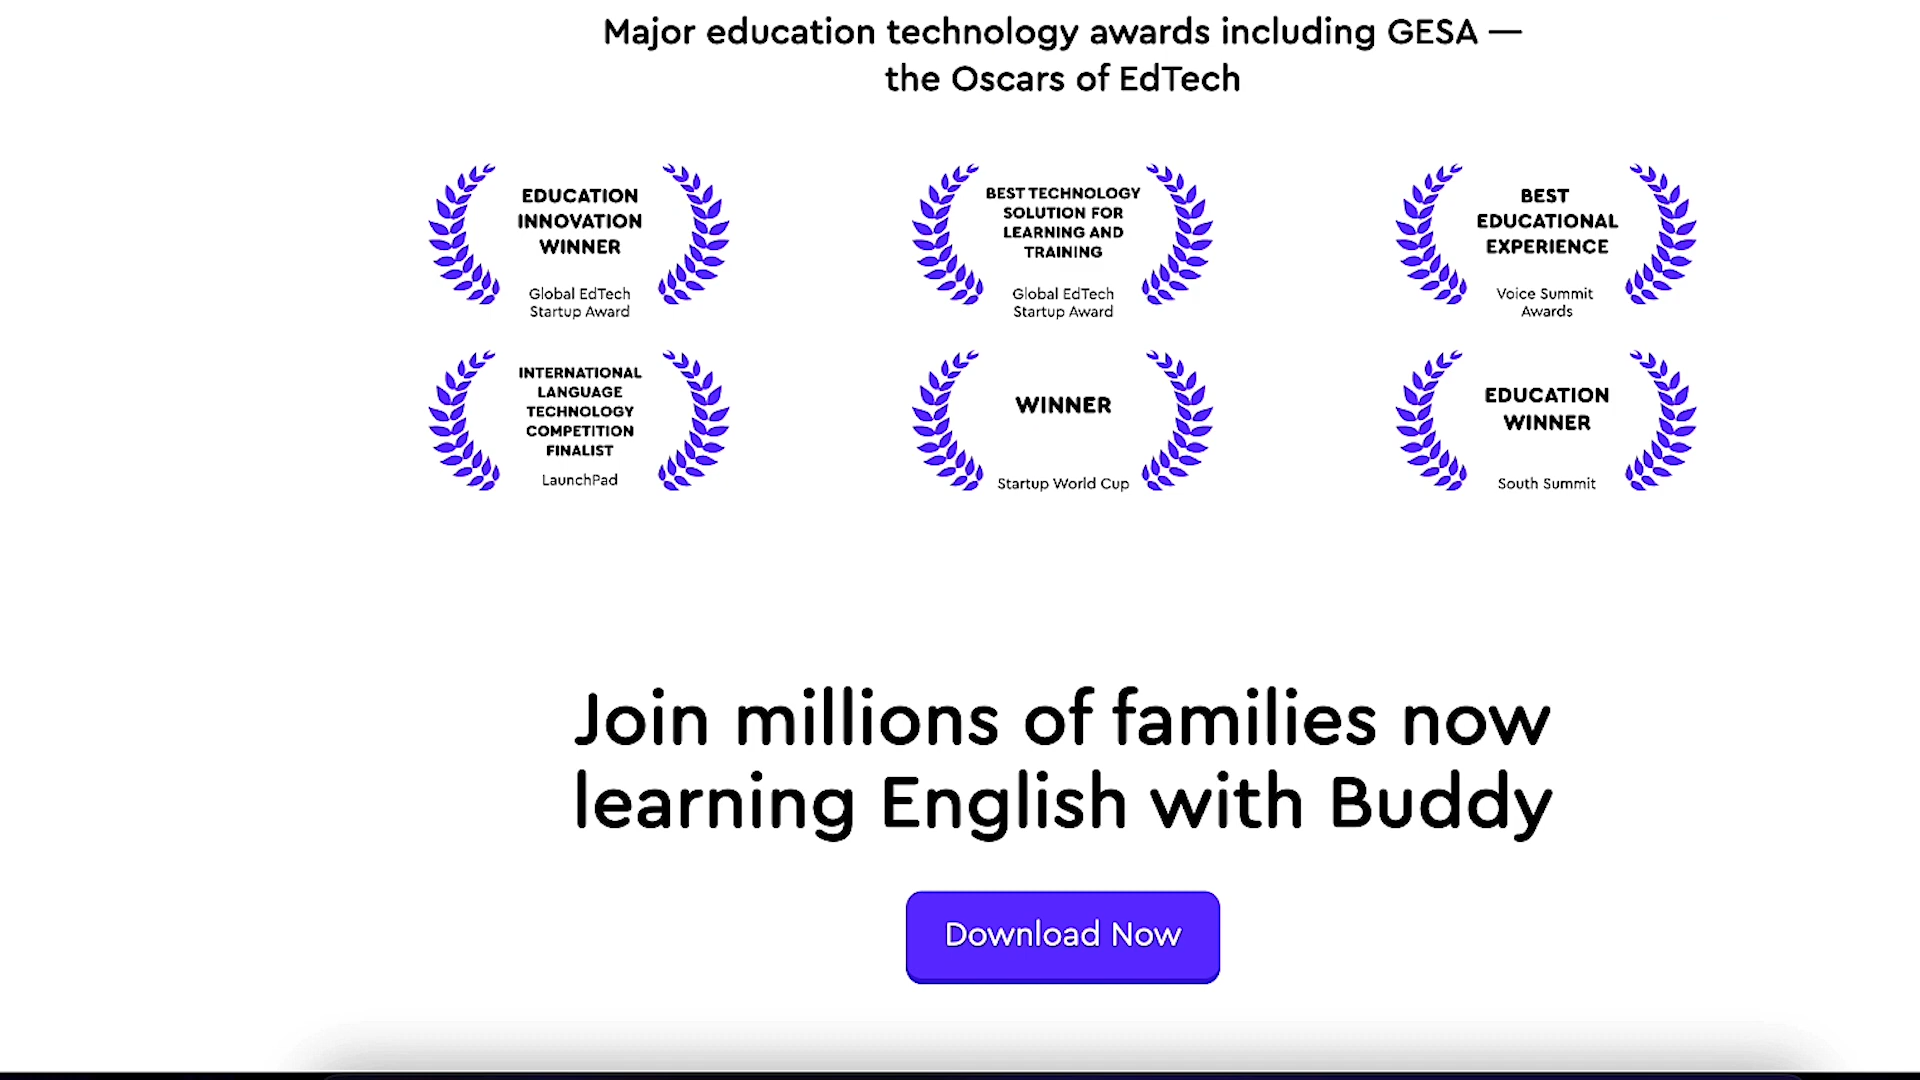 Major education technology awards including GESA —
the Oscars of EdTech
EDUCATION
INNOVATION
WINNER
Global EdTech
Startup Award
BEST TECHNOLOGY
SOLUTION FOR
LEARNING AND
TRAINING
Global EdTech
Startup Award
BEST
EDUCATIONAL
EXPERIENCE
Voice Summit
Awards
INTERNATIONAL
LANGUAGE
TECHNOLOGY
COMPETITION
FINALIST
LaunchPad
WINNER
Startup World Cup
EDUCATION
WINNER
South Summit
Join millions of families now
learning English with Buddy
Download Now